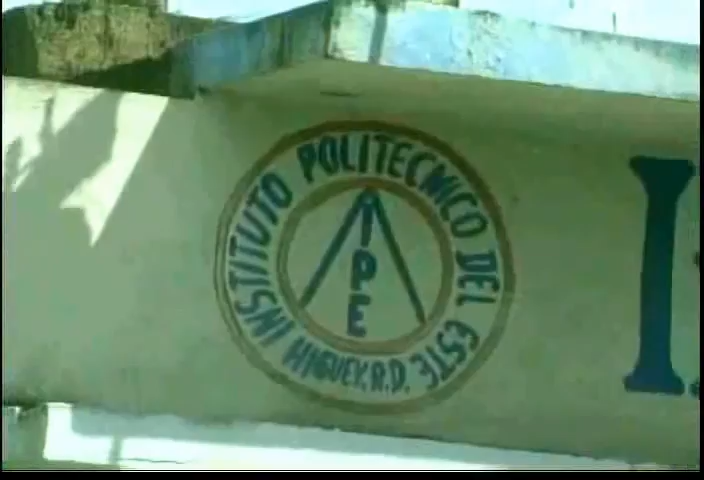 INSTITUTO POLITECNICO DEL ESTE
HIGUEY, R.D.
IPE
I